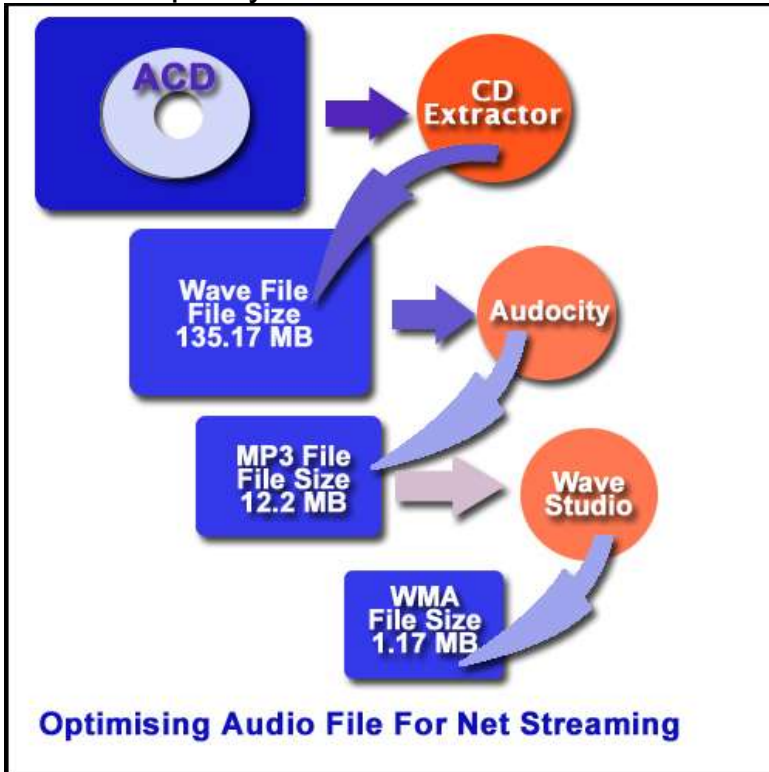 ACD
CD
Extractor
Wave File
File Size
135.17 MB
Audocity
MP3 File
File Size
12.2 MB
Wave
Studio
WMA
File Size
1.17 MB
Optimising Audio File For Net Streaming